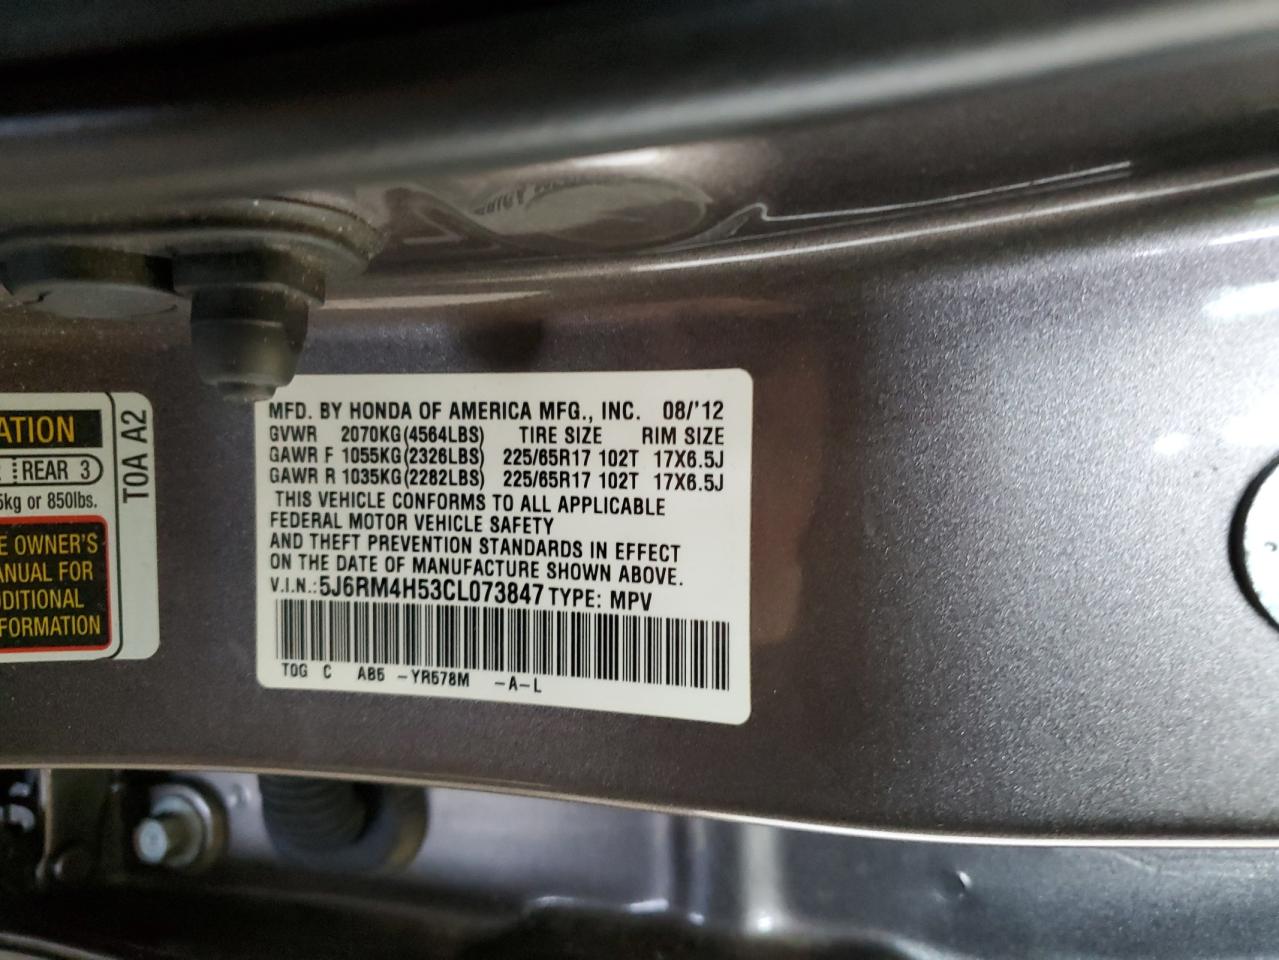 ATION
REAR 3
5kg or 850lbs.
E OWNER'S
ANUAL FOR
DDITIONAL
FORMATION
T0A A2
MFD. BY HONDA OF AMERICA MFG., INC. 08/'12
GVWR 2070KG(4564LBS) TIRE SIZE RIM SIZE
GAWR F 1055KG(2326LBS) 225/65R17 102T 17X6.5J
GAWR R 1035KG(2282LBS) 225/65R17 102T 17X6.5J
THIS VEHICLE CONFORMS TO ALL APPLICABLE
FEDERAL MOTOR VEHICLE SAFETY
AND THEFT PREVENTION STANDARDS IN EFFECT
ON THE DATE OF MANUFACTURE SHOWN ABOVE.
V.I.N.: 5J6RM4H53CL073847 TYPE: MPV
T0G C AB5 -YR578M -A-L